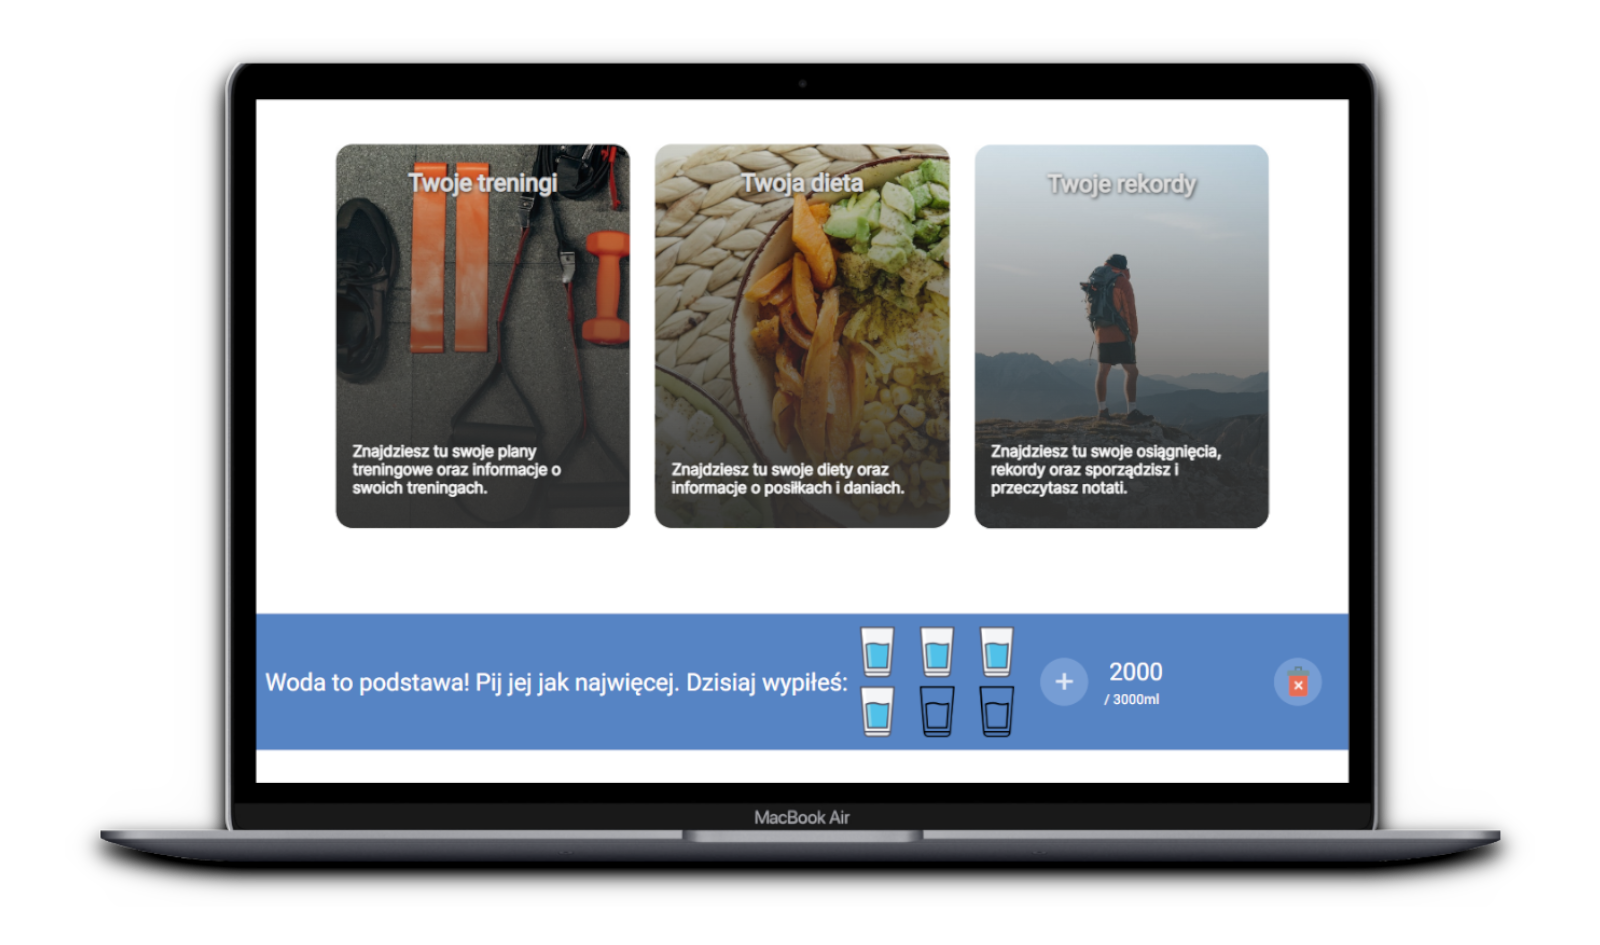 Twoje treningi
Znajdziesz tu swoje plany
treningowe oraz informacje o
swoich treningach.
Twoja dieta
Znajdziesz tu swoje diety oraz
informacje o posiłkach i daniach.
Twoje rekordy
Znajdziesz tu swoje osiągnięcia,
rekordy oraz sporządzisz i
przeczytasz notati.
Woda to podstawa! Pij jej jak najwięcej. Dzisiaj wypiłeś:
+
2000
/ 3000ml
MacBook Air